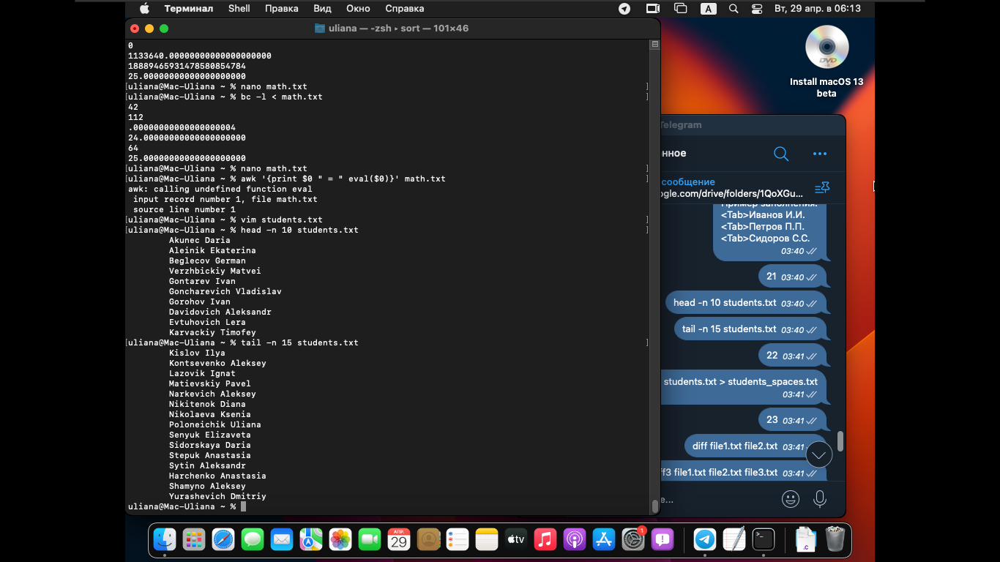 Терминал Shell Правка Вид Окно Справка A Вт, 29 апр. в 06:13
uliana — -zsh ▸ sort — 101×46
0
1133640.00000000000000000000
18889465931478580854784
25.00000000000000000000
[uliana@Mac-Uliana ~ % nano math.txt ]
[uliana@Mac-Uliana ~ % bc -l < math.txt ]
42
112
.00000000000000000004
24.00000000000000000000
64
25.00000000000000000000
[uliana@Mac-Uliana ~ % nano math.txt ]
[uliana@Mac-Uliana ~ % awk '{print $0 " = " eval($0)}' math.txt ]
awk: calling undefined function eval
 input record number 1, file math.txt
 source line number 1
[uliana@Mac-Uliana ~ % vim students.txt ]
[uliana@Mac-Uliana ~ % head -n 10 students.txt ]
Akunec Daria
Aleinik Ekaterina
Beglecov German
Verzhbickiy Matvei
Gontarev Ivan
Goncharevich Vladislav
Gorohov Ivan
Davidovich Aleksandr
Evtuhovich Lera
Karvackiy Timofey
[uliana@Mac-Uliana ~ % tail -n 15 students.txt ]
Kislov Ilya
Kontsevenko Aleksey
Lazovik Ignat
Matievskiy Pavel
Narkevich Aleksey
Nikitenok Diana
Nikolaeva Ksenia
Poloneichik Uliana
Senyuk Elizaveta
Sidorskaya Daria
Stepuk Anastasia
Sytin Aleksandr
Harchenko Anastasia
Shamyno Aleksey
Yurashevich Dmitriy
uliana@Mac-Uliana ~ %
DVD
Install macOS 13
beta
Telegram
нное
сообщение
ogle.com/drive/folders/1QoXGu...
Пример заполнения:
<Tab>Иванов И.И.
<Tab>Петров П.П.
<Tab>Сидоров С.С.
03:40
21 03:40
head -n 10 students.txt 03:40
tail -n 15 students.txt 03:40
22 03:41
students.txt > students_spaces.txt
03:41
23 03:41
diff file1.txt file2.txt 03:41
ff3 file1.txt file2.txt file3.txt 03:41
е...
АПР.
29
tv
1
.c